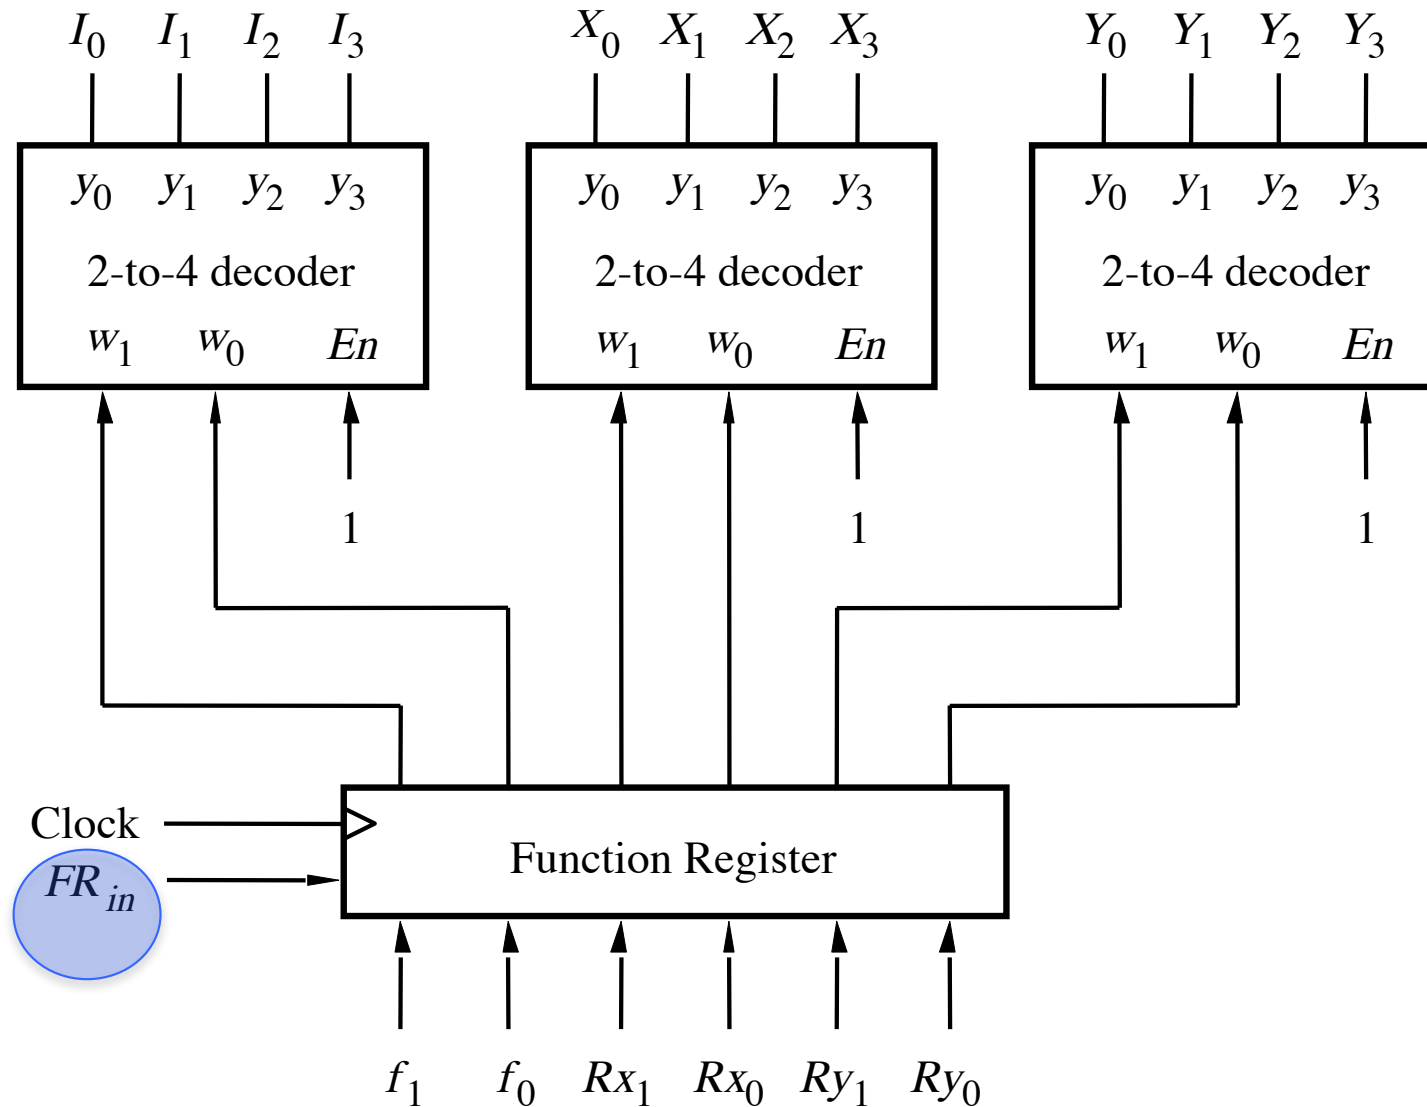 I0 I1 I2 I3 X0 X1 X2 X3 Y0 Y1 Y2 Y3
y0 y1 y2 y3 y0 y1 y2 y3 y0 y1 y2 y3
2-to-4 decoder 2-to-4 decoder 2-to-4 decoder
w1 w0 En w1 w0 En w1 w0 En
1 1 1
Clock
FRin
Function Register
f1 f0 Rx1 Rx0 Ry1 Ry0